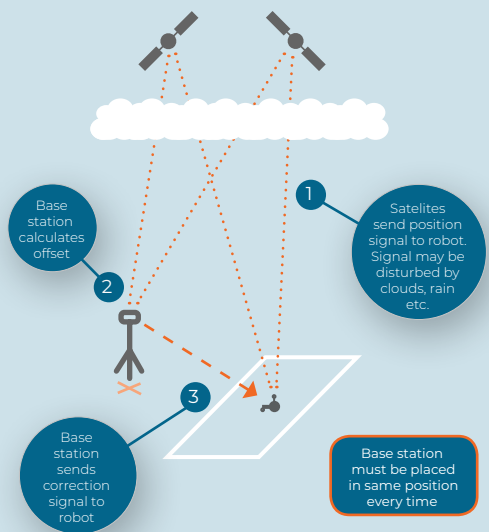 1
Satelites
send position
signal to robot.
Signal may be
disturbed by
clouds, rain
etc.
Base
station
calculates
offset
2
3
Base
station
sends
correction
signal to
robot
Base station
must be placed
in same position
every time